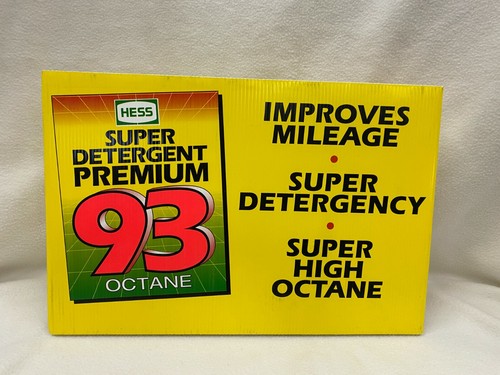 HESS
SUPER
DETERGENT
PREMIUM
93
OCTANE
IMPROVES
MILEAGE
•
SUPER
DETERGENCY
•
SUPER
HIGH
OCTANE